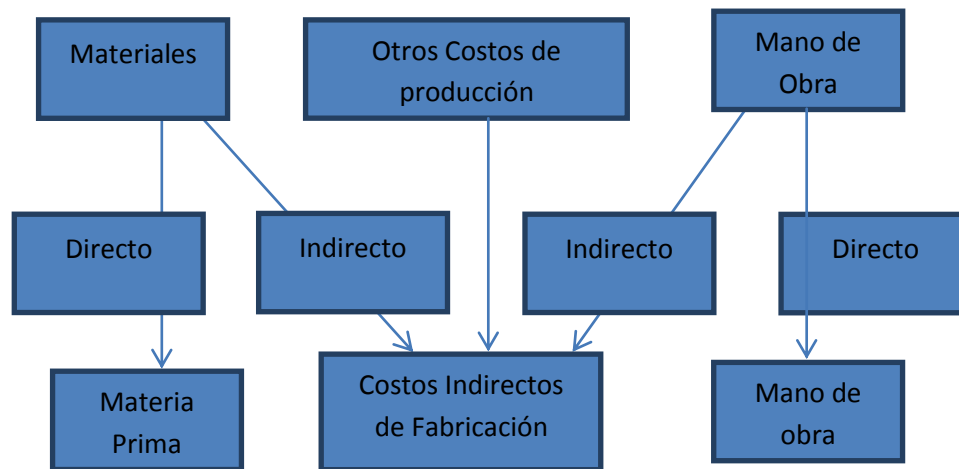 Materiales
Otros Costos de
producción
Mano de
Obra
Directo
Indirecto
Indirecto
Directo
Materia
Prima
Costos Indirectos
de Fabricación
Mano de
obra